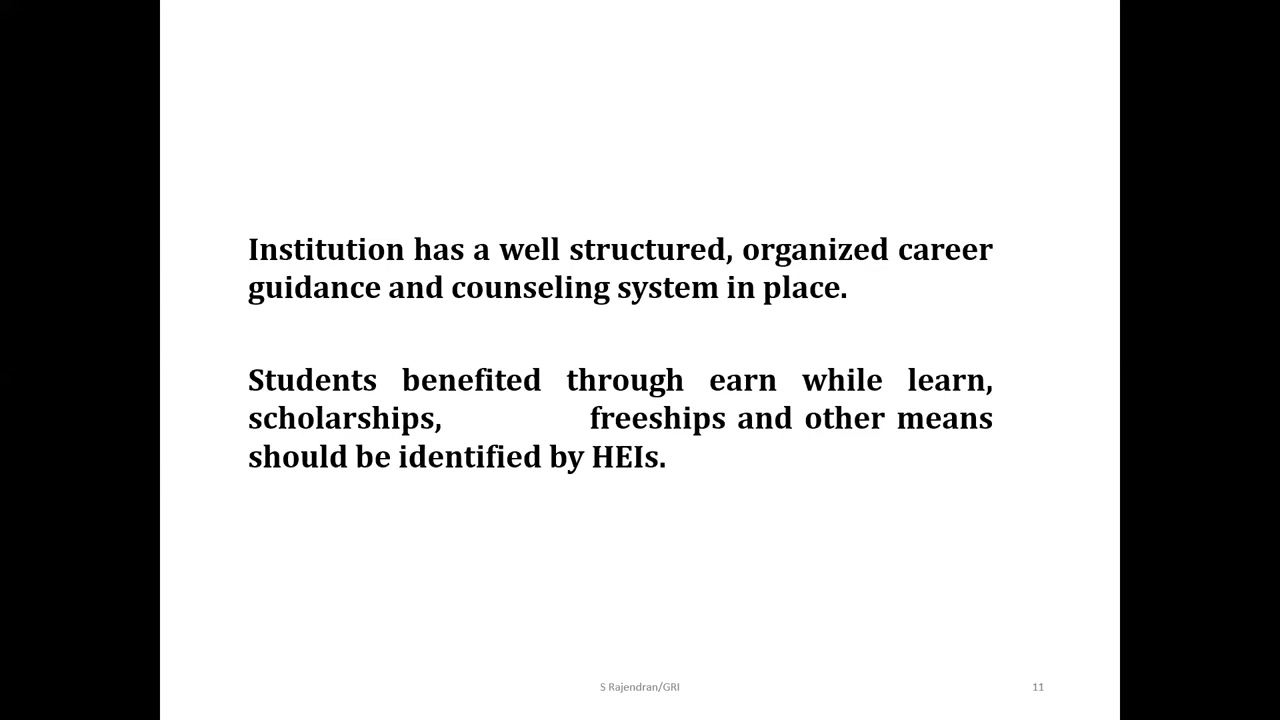 Institution has a well structured, organized career
guidance and counseling system in place.
Students benefited through earn while learn,
scholarships, freeships and other means
should be identified by HEIs.
S Rajendran/GRI
11